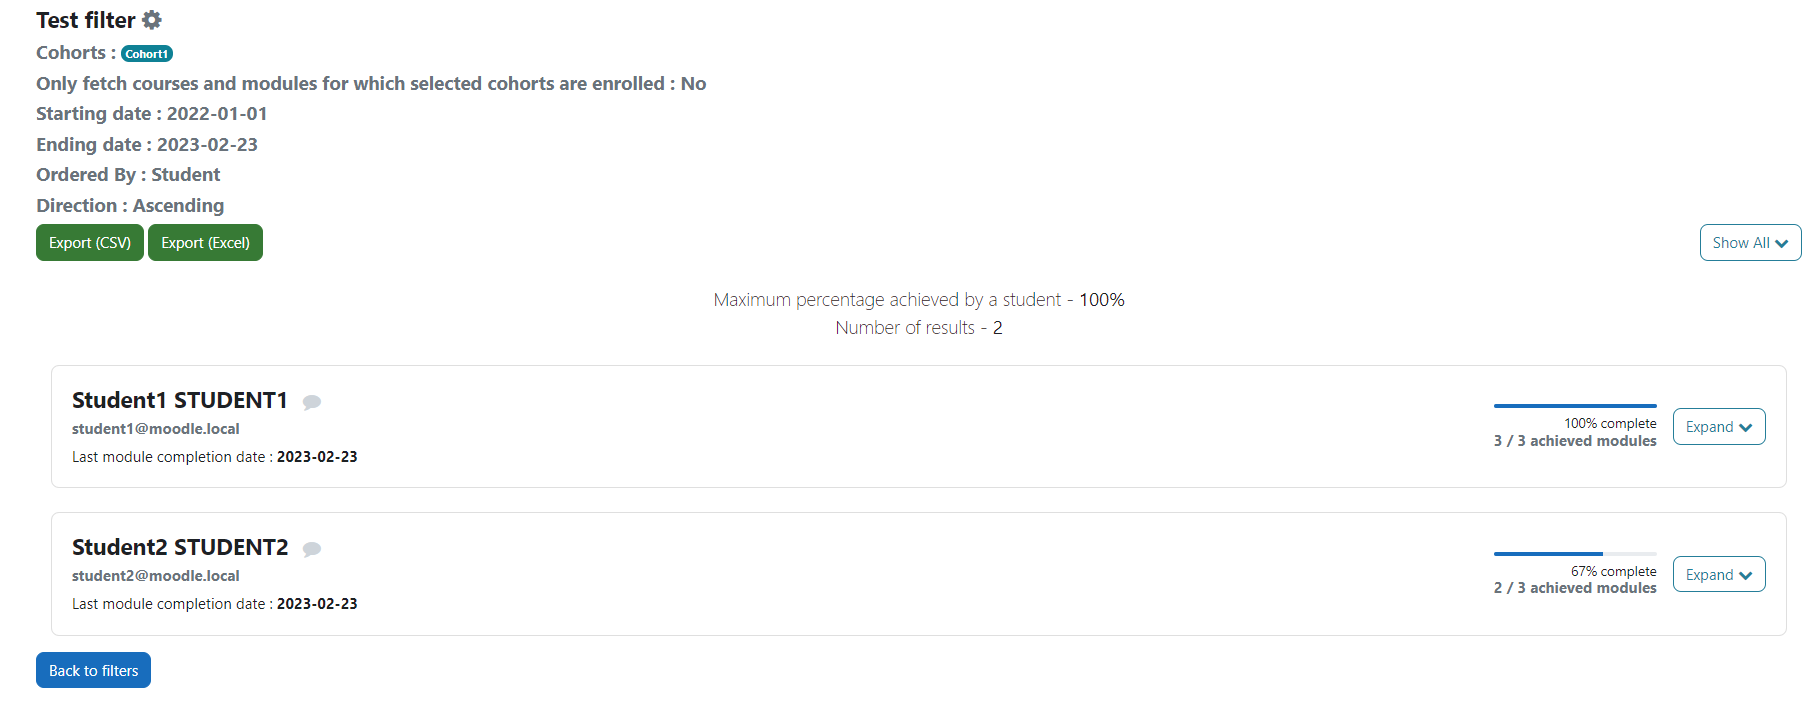 Test filter
Cohorts : Cohort1
Only fetch courses and modules for which selected cohorts are enrolled : No
Starting date : 2022-01-01
Ending date : 2023-02-23
Ordered By : Student
Direction : Ascending
Export (CSV) Export (Excel) Show All
Maximum percentage achieved by a student - 100%
Number of results - 2
Student1 STUDENT1
student1@moodle.local
Last module completion date : 2023-02-23
100% complete
3 / 3 achieved modules
Expand
Student2 STUDENT2
student2@moodle.local
Last module completion date : 2023-02-23
67% complete
2 / 3 achieved modules
Expand
Back to filters